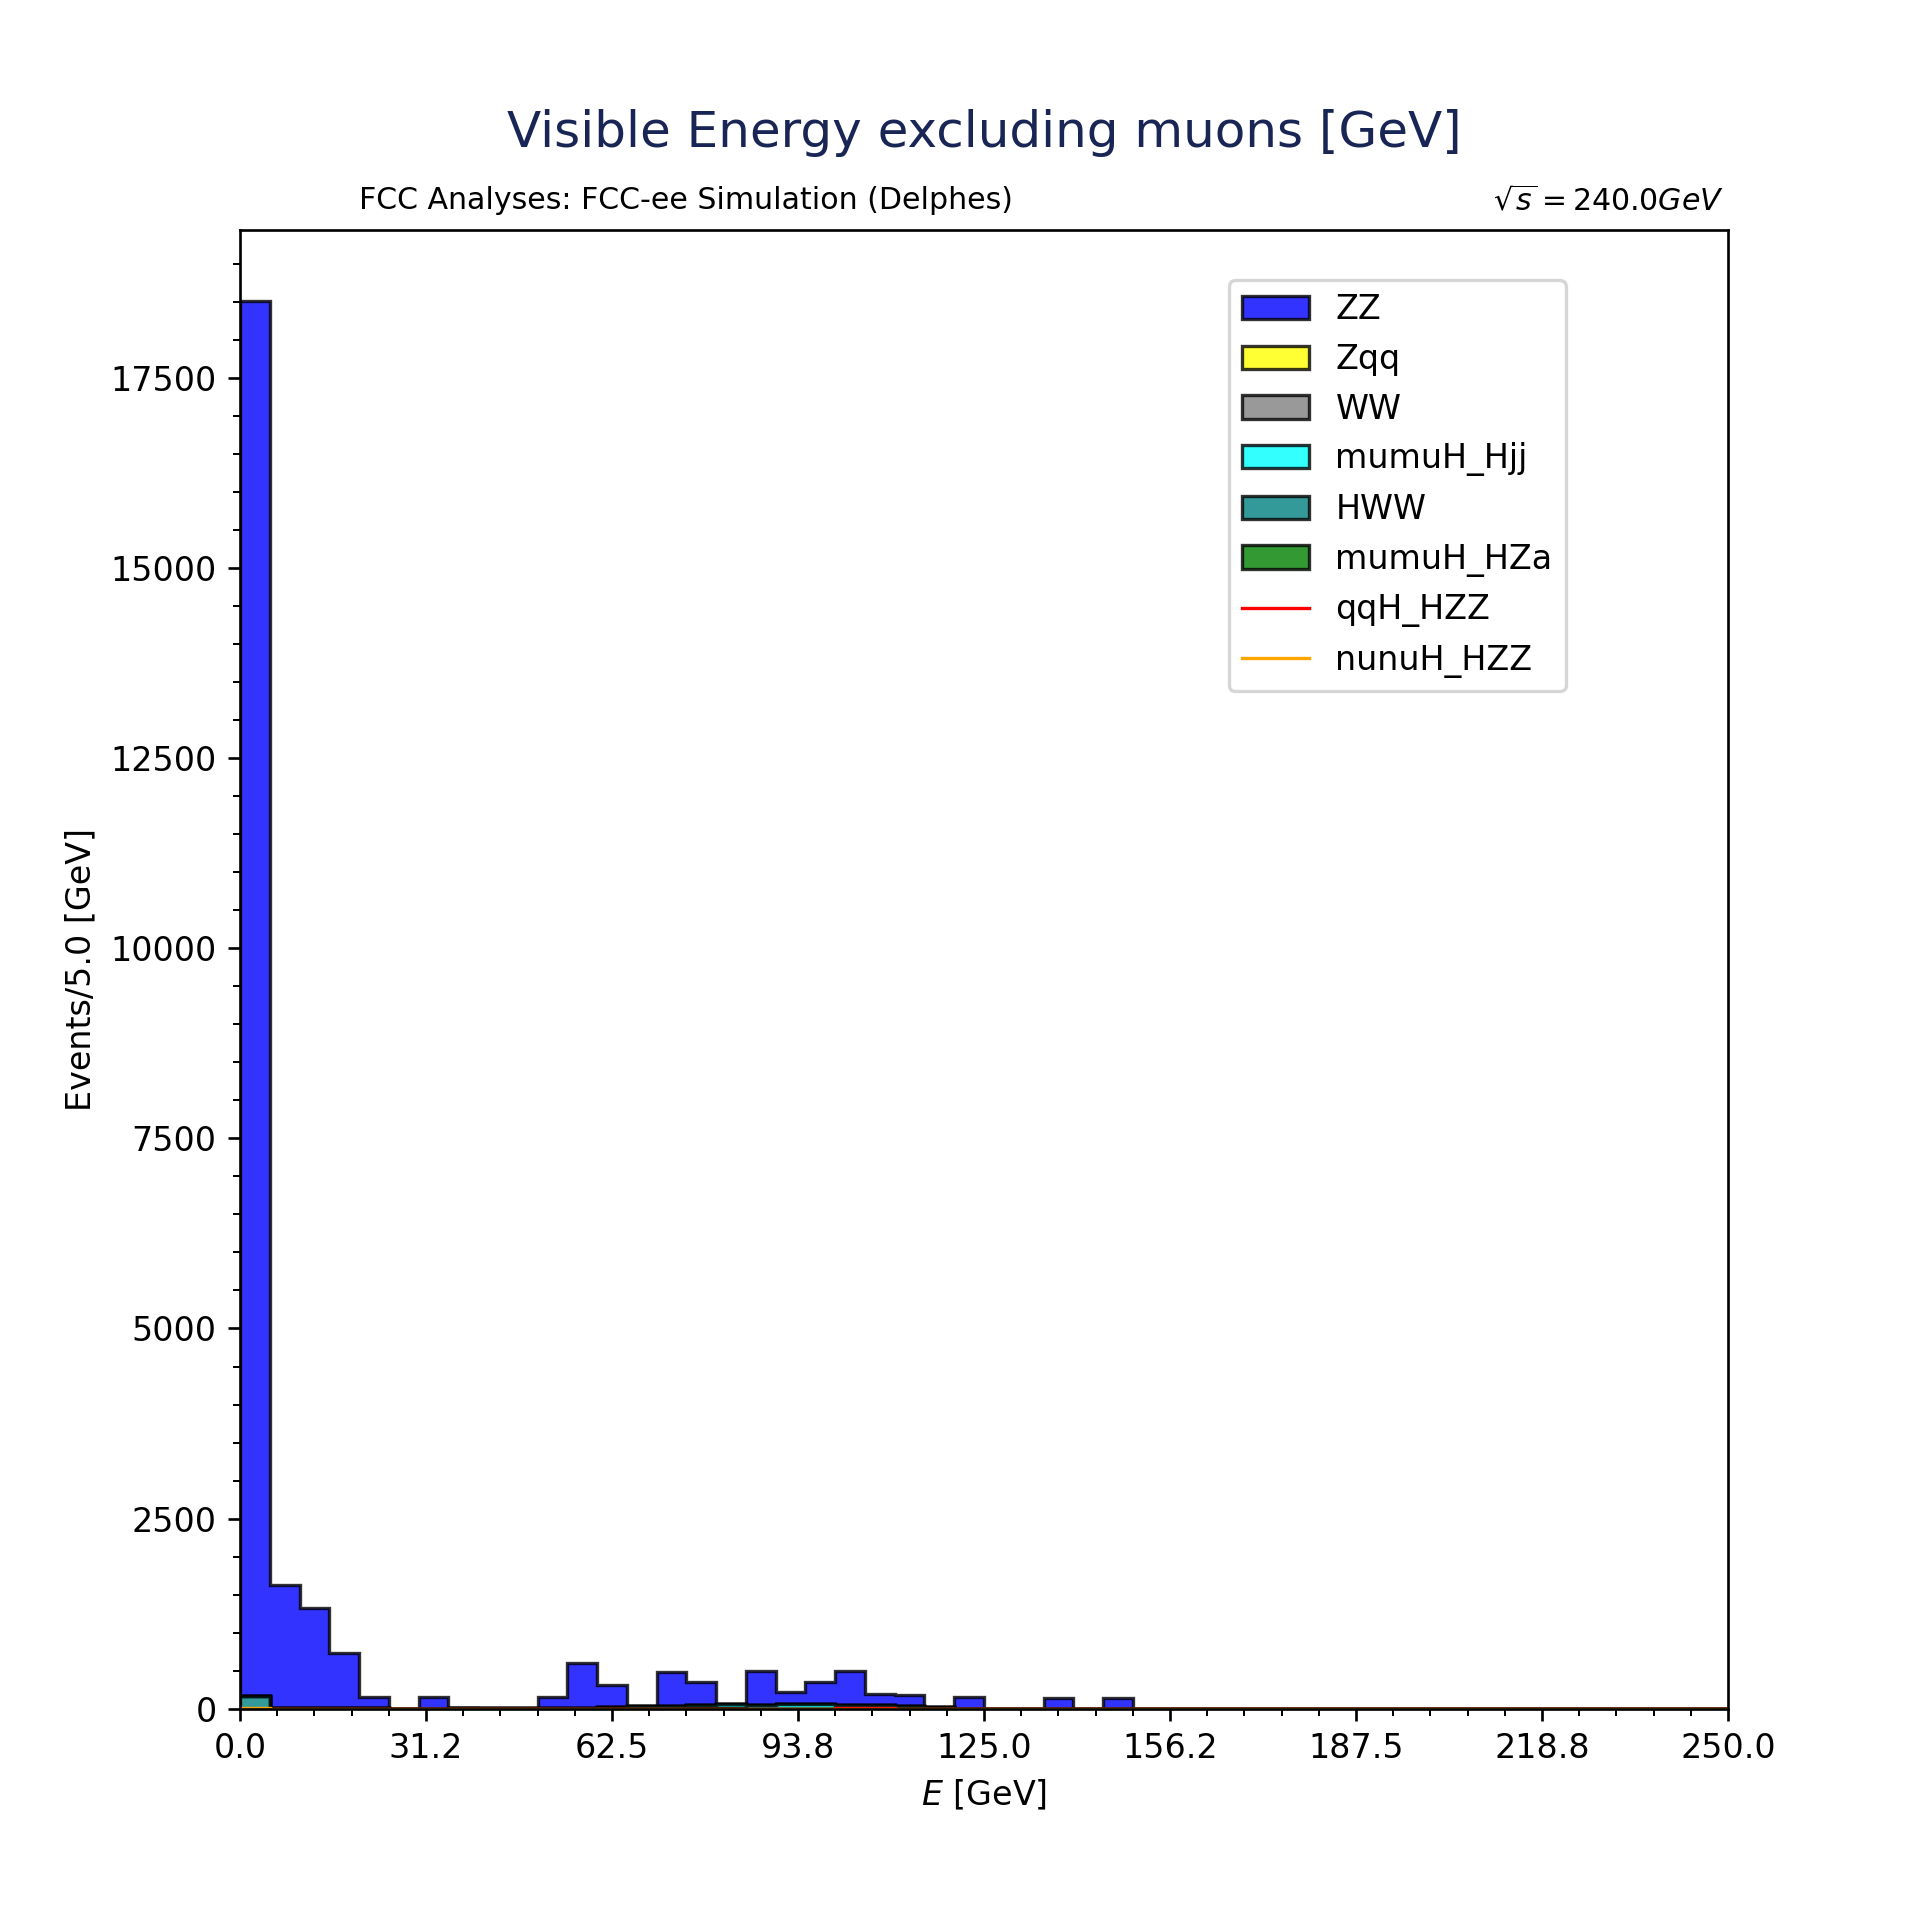 Visible Energy excluding muons [GeV]
FCC Analyses: FCC-ee Simulation (Delphes)
√s = 240.0GeV
ZZ
Zqq
WW
mumuH_Hjj
HWW
mumuH_HZa
qqH_HZZ
nunuH_HZZ
Events/5.0 [GeV]
17500
15000
12500
10000
7500
5000
2500
0
0.0 31.2 62.5 93.8 125.0 156.2 187.5 218.8 250.0
E [GeV]